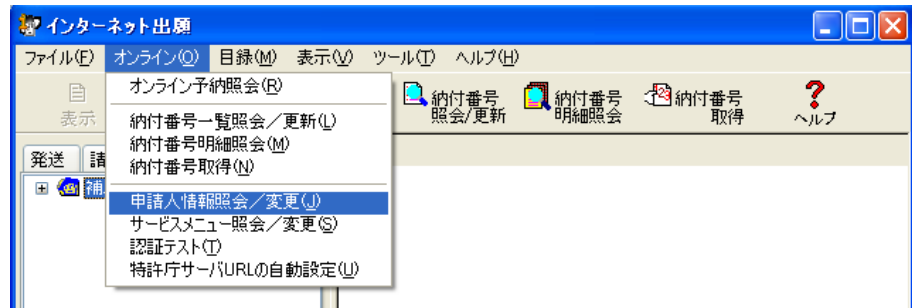 インターネット出願
ファイル(F) オンライン(O) 目録(M) 表示(V) ツール(T) ヘルプ(H)
オンライン予納照会(R)
納付番号一覧照会／更新(L)
納付番号明細照会(M)
納付番号取得(N)
申請人情報照会／変更(J)
サービスメニュー照会／変更(S)
認証テスト(T)
特許庁サーバURLの自動設定(U)
表示
納付番号
照会/更新
納付番号
明細照会
納付番号
取得
ヘルプ
発送 請
補